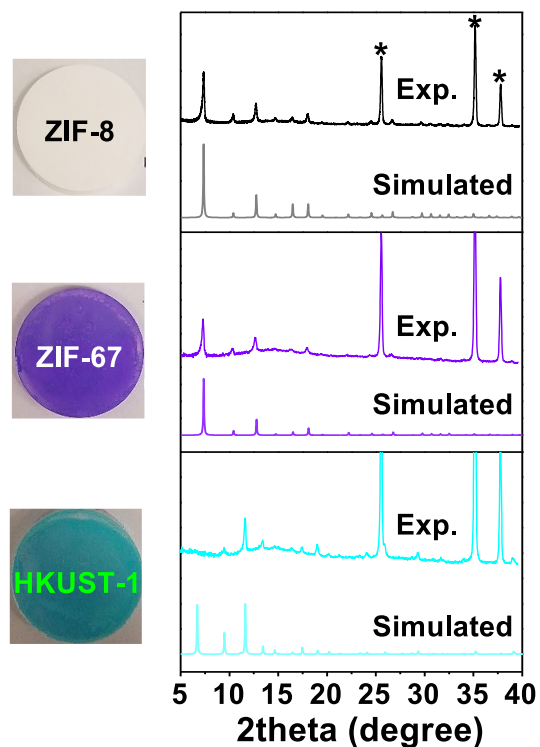 * * *
ZIF-8
Exp.
Simulated
ZIF-67
Exp.
Simulated
HKUST-1
Exp.
Simulated
5 10 15 20 25 30 35 40
2theta (degree)